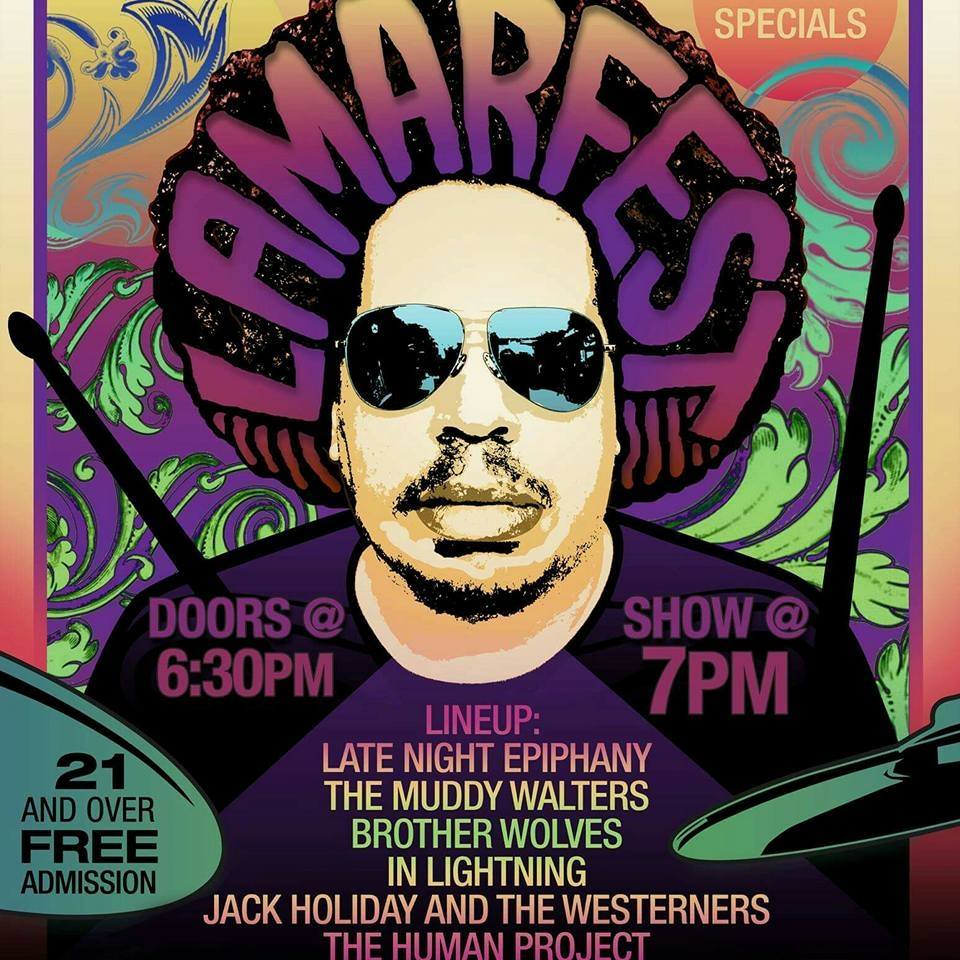 SPECIALS
LAMARFEST
DOORS @
6:30PM
SHOW @
7PM
LINEUP:
LATE NIGHT EPIPHANY
THE MUDDY WALTERS
BROTHER WOLVES
IN LIGHTNING
JACK HOLIDAY AND THE WESTERNERS
THE HUMAN PROJECT
21
AND OVER
FREE
ADMISSION